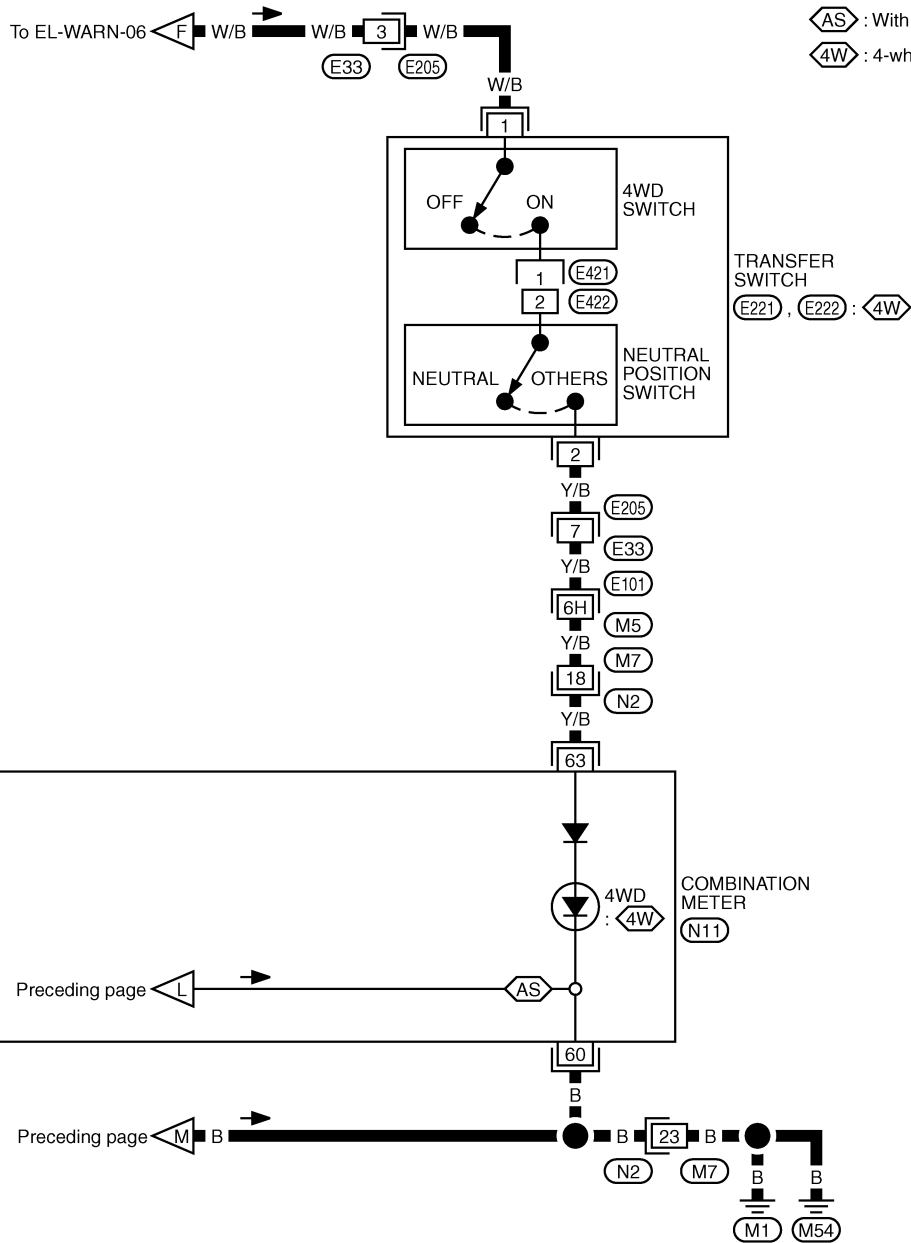 To EL-WARN-06 F W/B W/B 3 W/B
AS : With
E33 E205
4W : 4-wh
W/B
1
OFF ON
4WD
SWITCH
1 E421
2 E422
TRANSFER
SWITCH
E221 , E222 : 4W
NEUTRAL OTHERS
NEUTRAL
POSITION
SWITCH
2
Y/B
E205
7
E33
Y/B
E101
6H
M5
Y/B
M7
18
N2
Y/B
63
4WD
: 4W
COMBINATION
METER
N11
Preceding page L AS
60
B
Preceding page M B B 23 B
N2 M7
B B
M1 M54